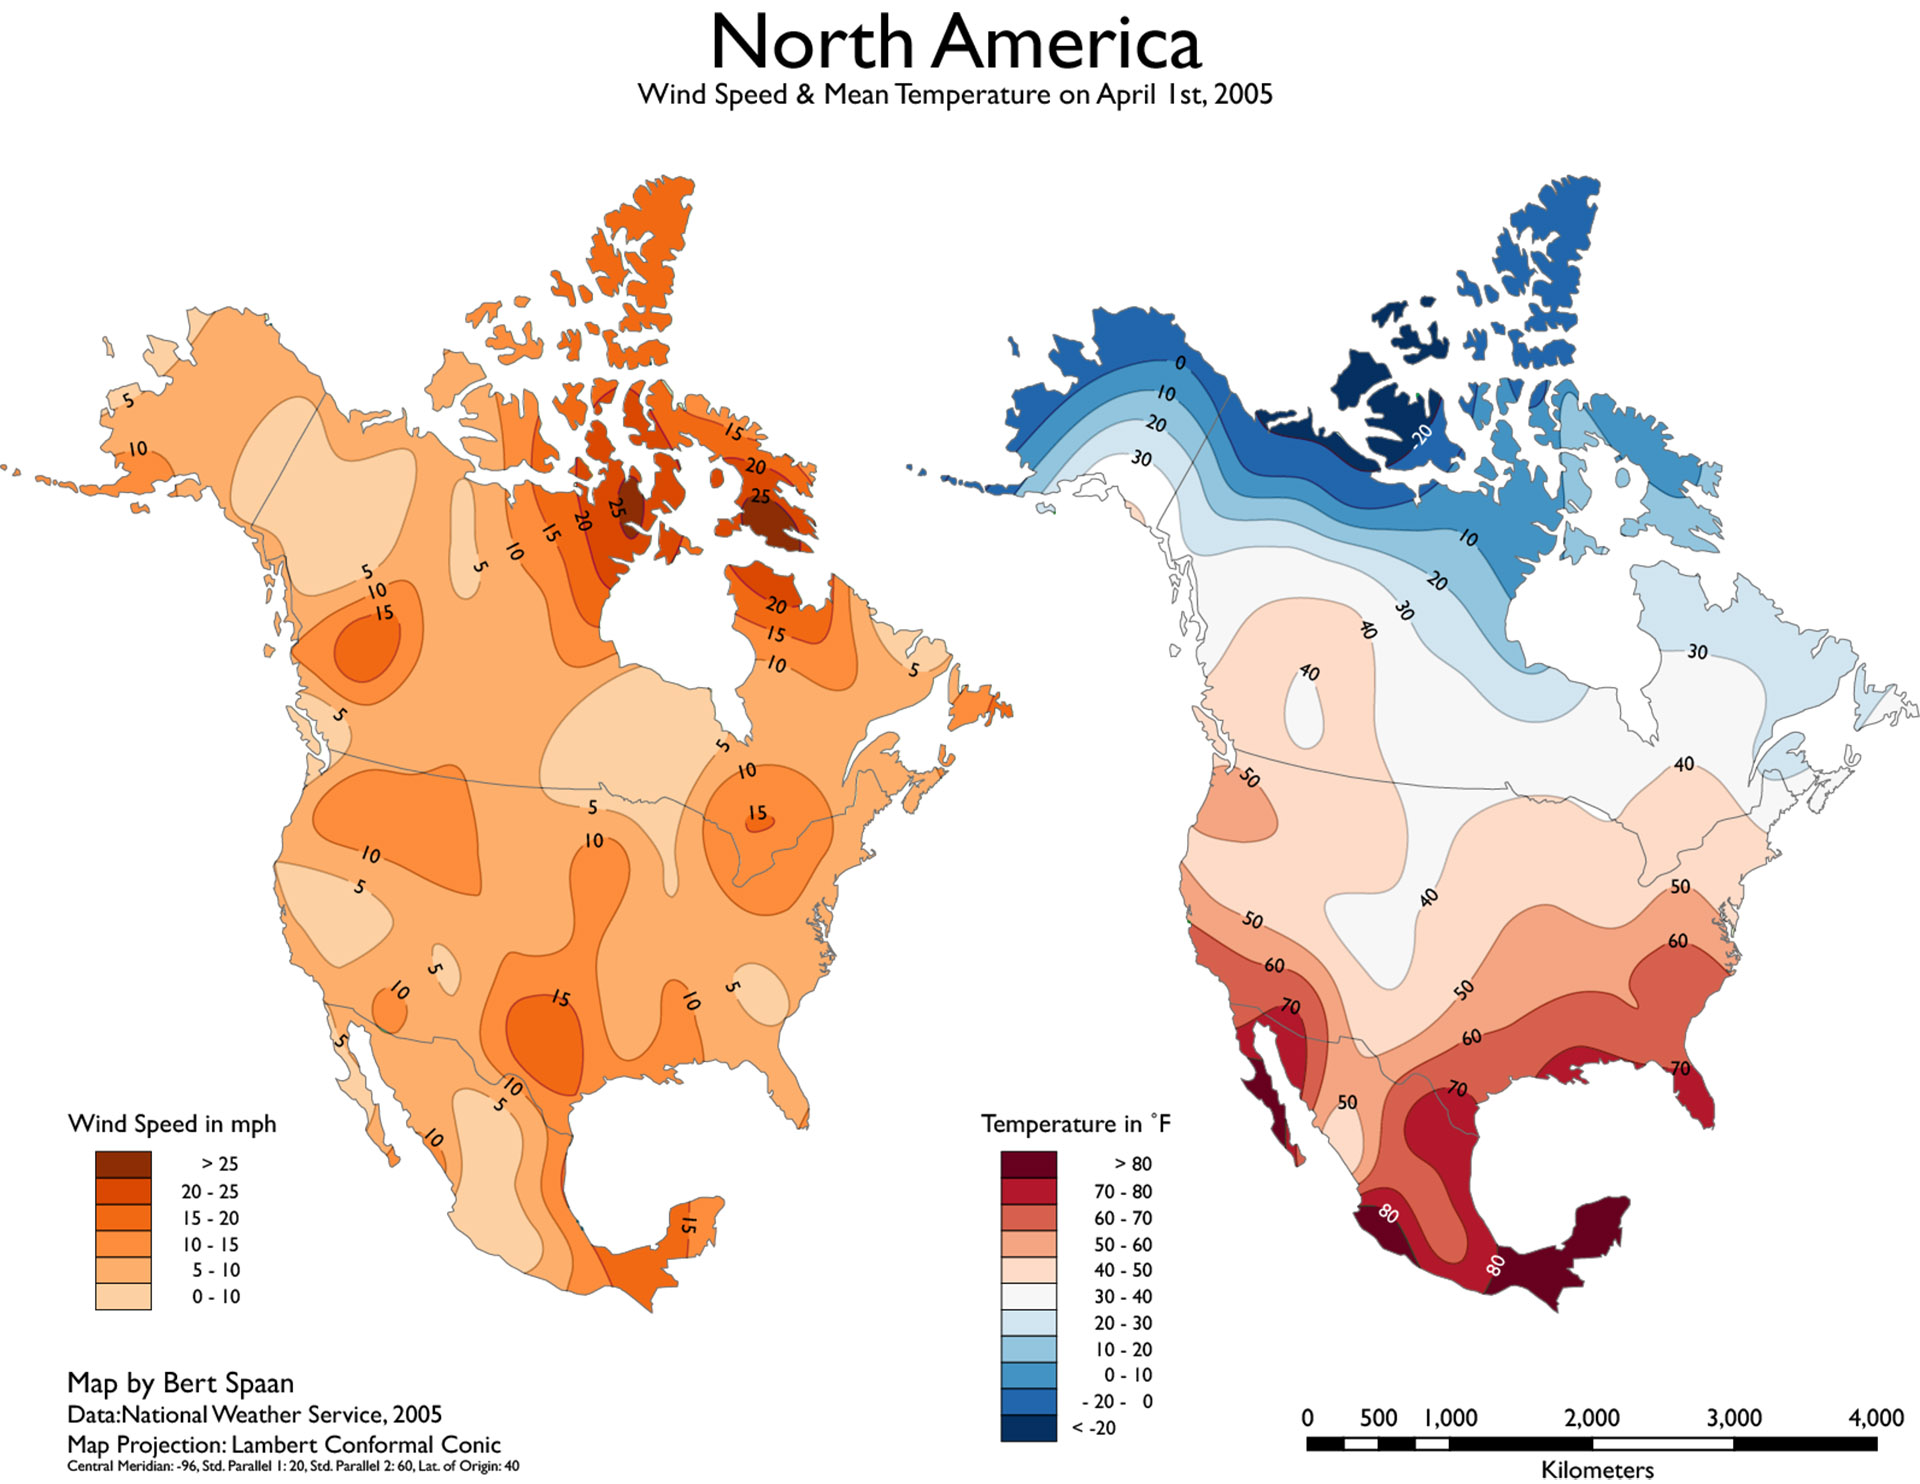 North America
Wind Speed & Mean Temperature on April 1st, 2005
5
10
15
20
25
15
20
25
10
5
5
10
15
20
15
10
5
5
5
10
15
5
10
10
5
5
10
15
10
5
5
10
5
10
15
0
10
20
30
-20
10
20
30
40
40
30
40
50
40
50
60
50
60
70
50
60
70
70
50
80
80
Wind Speed in mph
> 25
20 - 25
15 - 20
10 - 15
5 - 10
0 - 10
Temperature in ˚F
> 80
70 - 80
60 - 70
50 - 60
40 - 50
30 - 40
20 - 30
10 - 20
0 - 10
- 20 - 0
< -20
Map by Bert Spaan
Data:National Weather Service, 2005
Map Projection: Lambert Conformal Conic
Central Meridian: -96, Std. Parallel 1: 20, Std. Parallel 2: 60, Lat. of Origin: 40
0 500 1,000 2,000 3,000 4,000
Kilometers